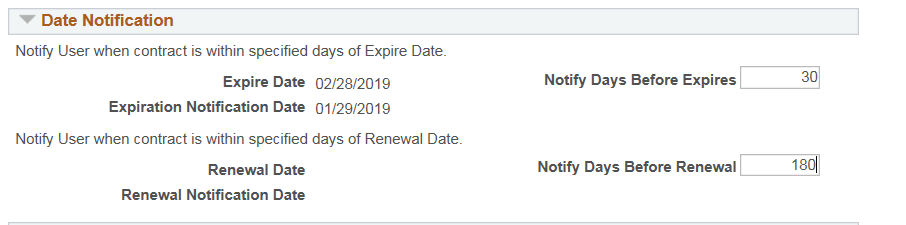 Date Notification
Notify User when contract is within specified days of Expire Date.
Expire Date 02/28/2019 Notify Days Before Expires 30
Expiration Notification Date 01/29/2019
Notify User when contract is within specified days of Renewal Date.
Renewal Date Notify Days Before Renewal 180
Renewal Notification Date